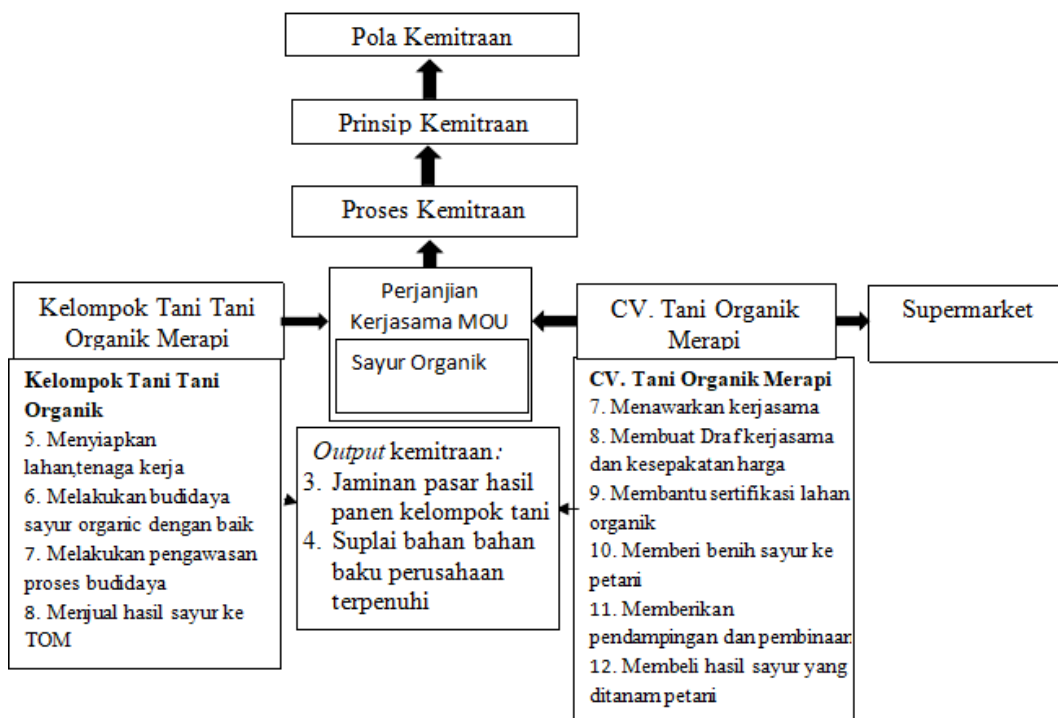 Pola Kemitraan
Prinsip Kemitraan
Proses Kemitraan
Kelompok Tani Tani
Organik Merapi
Perjanjian
Kerjasama MOU
Sayur Organik
CV. Tani Organik
Merapi
Supermarket
Kelompok Tani Tani
Organik
5. Menyiapkan
lahan,tenaga kerja
6. Melakukan budidaya
sayur organic dengan baik
7. Melakukan pengawasan
proses budidaya
8. Menjual hasil sayur ke
TOM
Output kemitraan:
3. Jaminan pasar hasil
panen kelompok tani
4. Suplai bahan bahan
baku perusahaan
terpenuhi
CV. Tani Organik Merapi
7. Menawarkan kerjasama
8. Membuat Draf kerjasama
dan kesepakatan harga
9. Membantu sertifikasi lahan
organik
10. Memberi benih sayur ke
petani
11. Memberikan
pendampingan dan pembinaan
12. Membeli hasil sayur yang
ditanam petani